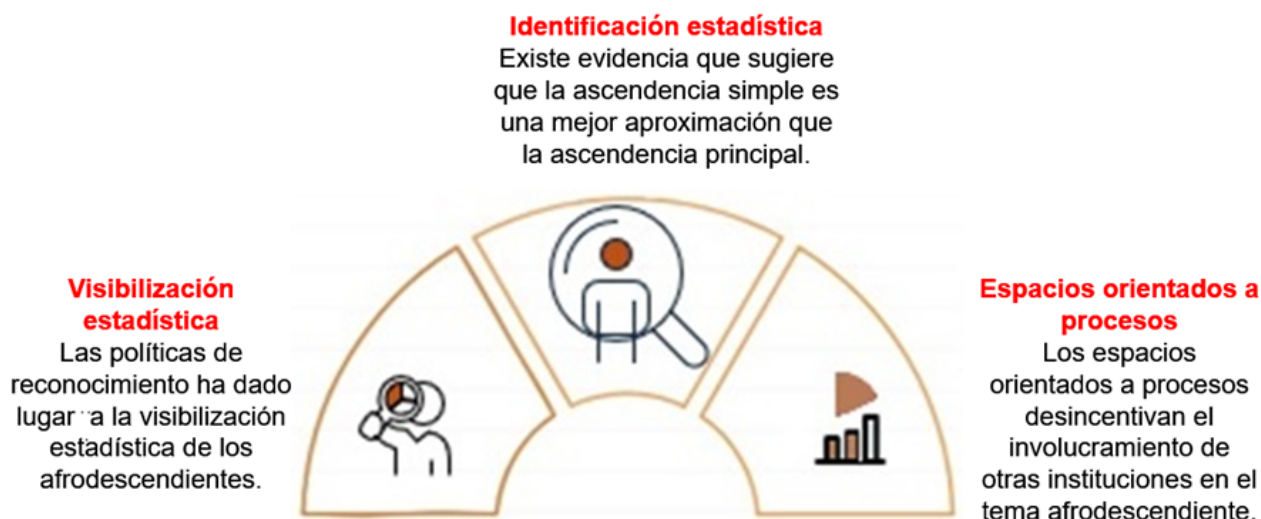 Identificación estadística
Existe evidencia que sugiere
que la ascendencia simple es
una mejor aproximación que
la ascendencia principal.
Visibilización
estadística
Las políticas de
reconocimiento ha dado
lugar a la visibilización
estadística de los
afrodescendientes.
Espacios orientados a
procesos
Los espacios
orientados a procesos
desincentivan el
involucramiento de
otras instituciones en el
tema afrodescendiente.